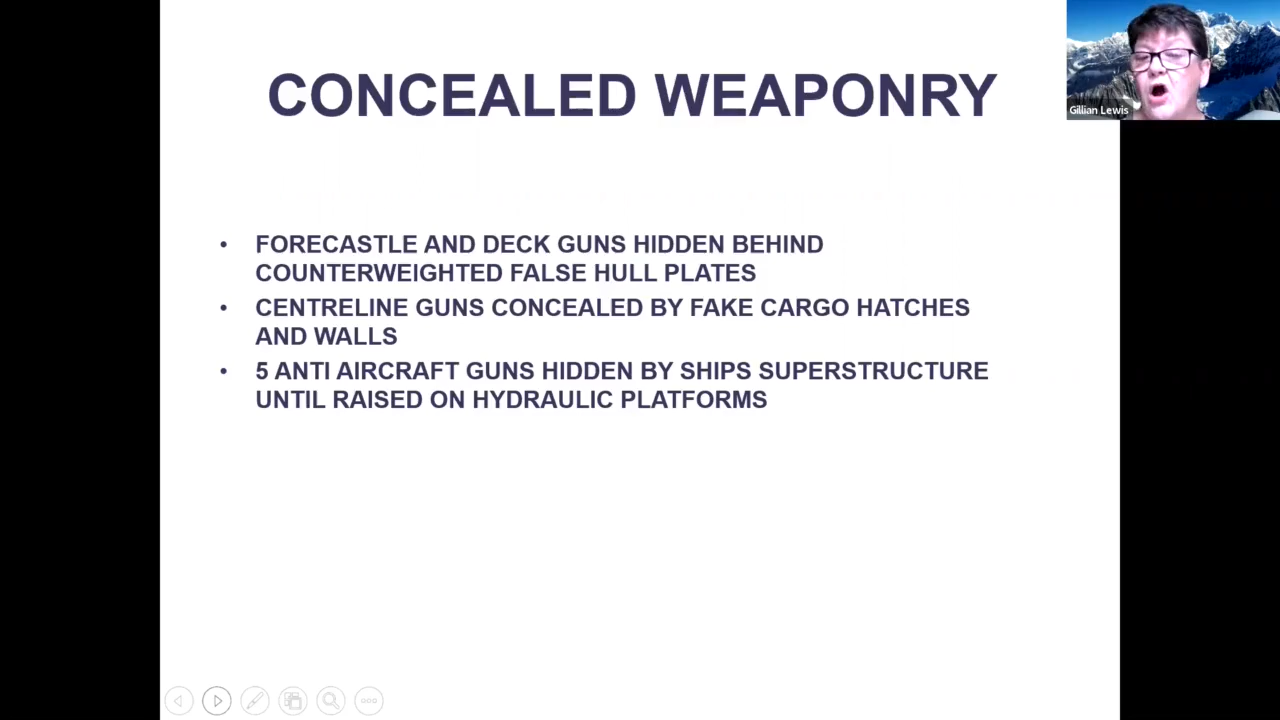 CONCEALED WEAPONRY
Gillian Lewis
• FORECASTLE AND DECK GUNS HIDDEN BEHIND
COUNTERWEIGHTED FALSE HULL PLATES
• CENTRELINE GUNS CONCEALED BY FAKE CARGO HATCHES
AND WALLS
• 5 ANTI AIRCRAFT GUNS HIDDEN BY SHIPS SUPERSTRUCTURE
UNTIL RAISED ON HYDRAULIC PLATFORMS